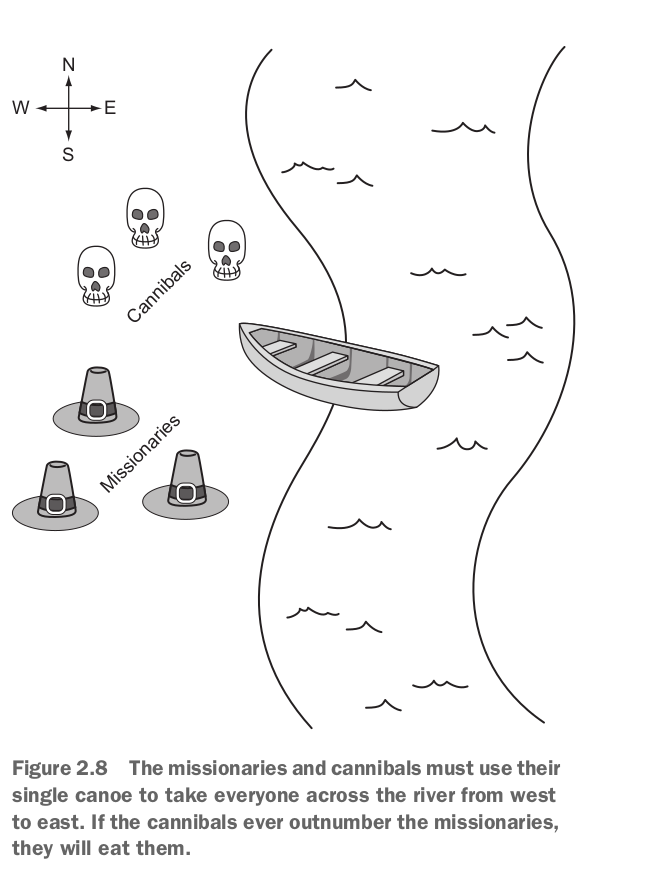 N
W E
S
Cannibals
Missionaries
Figure 2.8 The missionaries and cannibals must use their
single canoe to take everyone across the river from west
to east. If the cannibals ever outnumber the missionaries,
they will eat them.